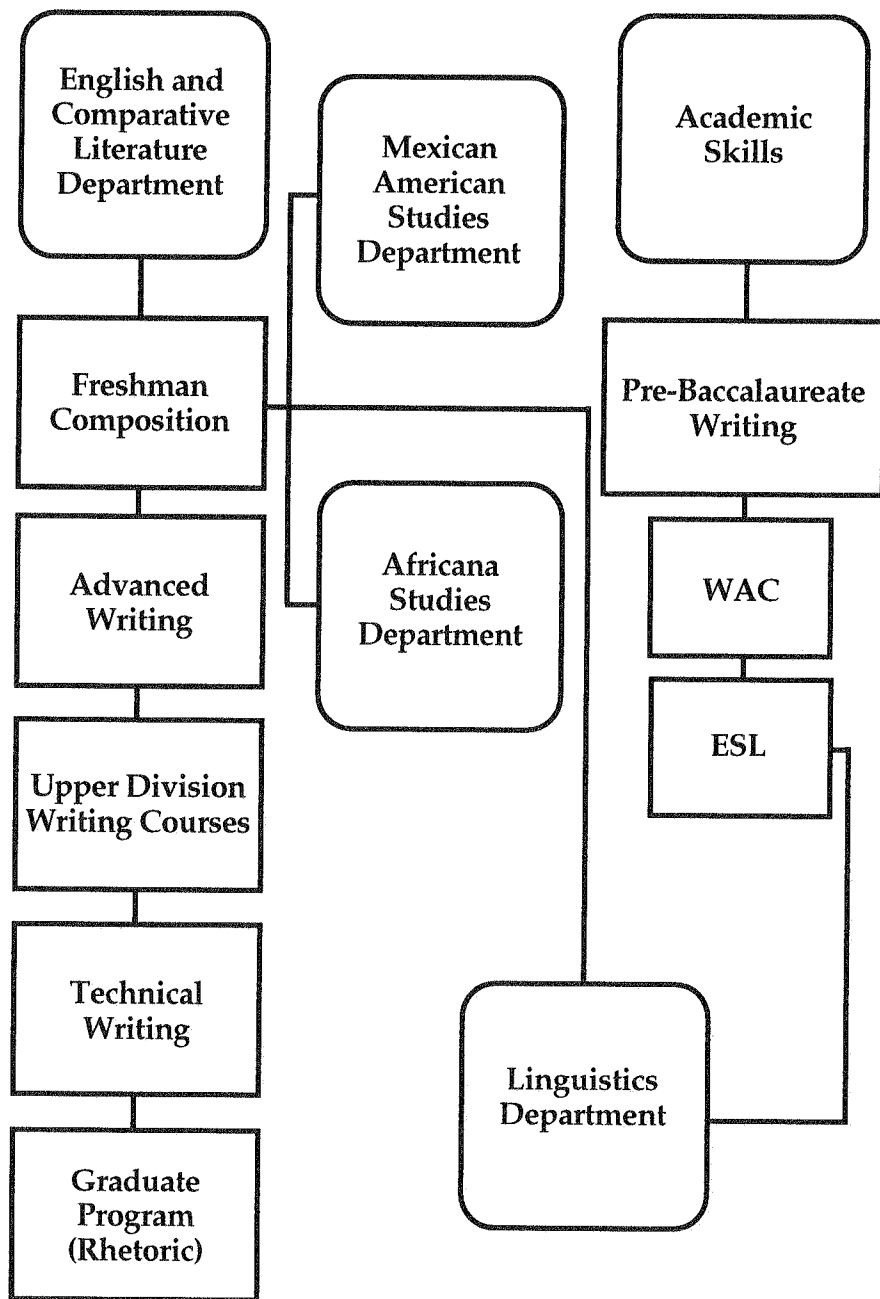 English and
Comparative
Literature
Department
Mexican
American
Studies
Department
Academic
Skills
Freshman
Composition
Pre-Baccalaureate
Writing
Advanced
Writing
Africana
Studies
Department
WAC
ESL
Upper Division
Writing Courses
Technical
Writing
Linguistics
Department
Graduate
Program
(Rhetoric)